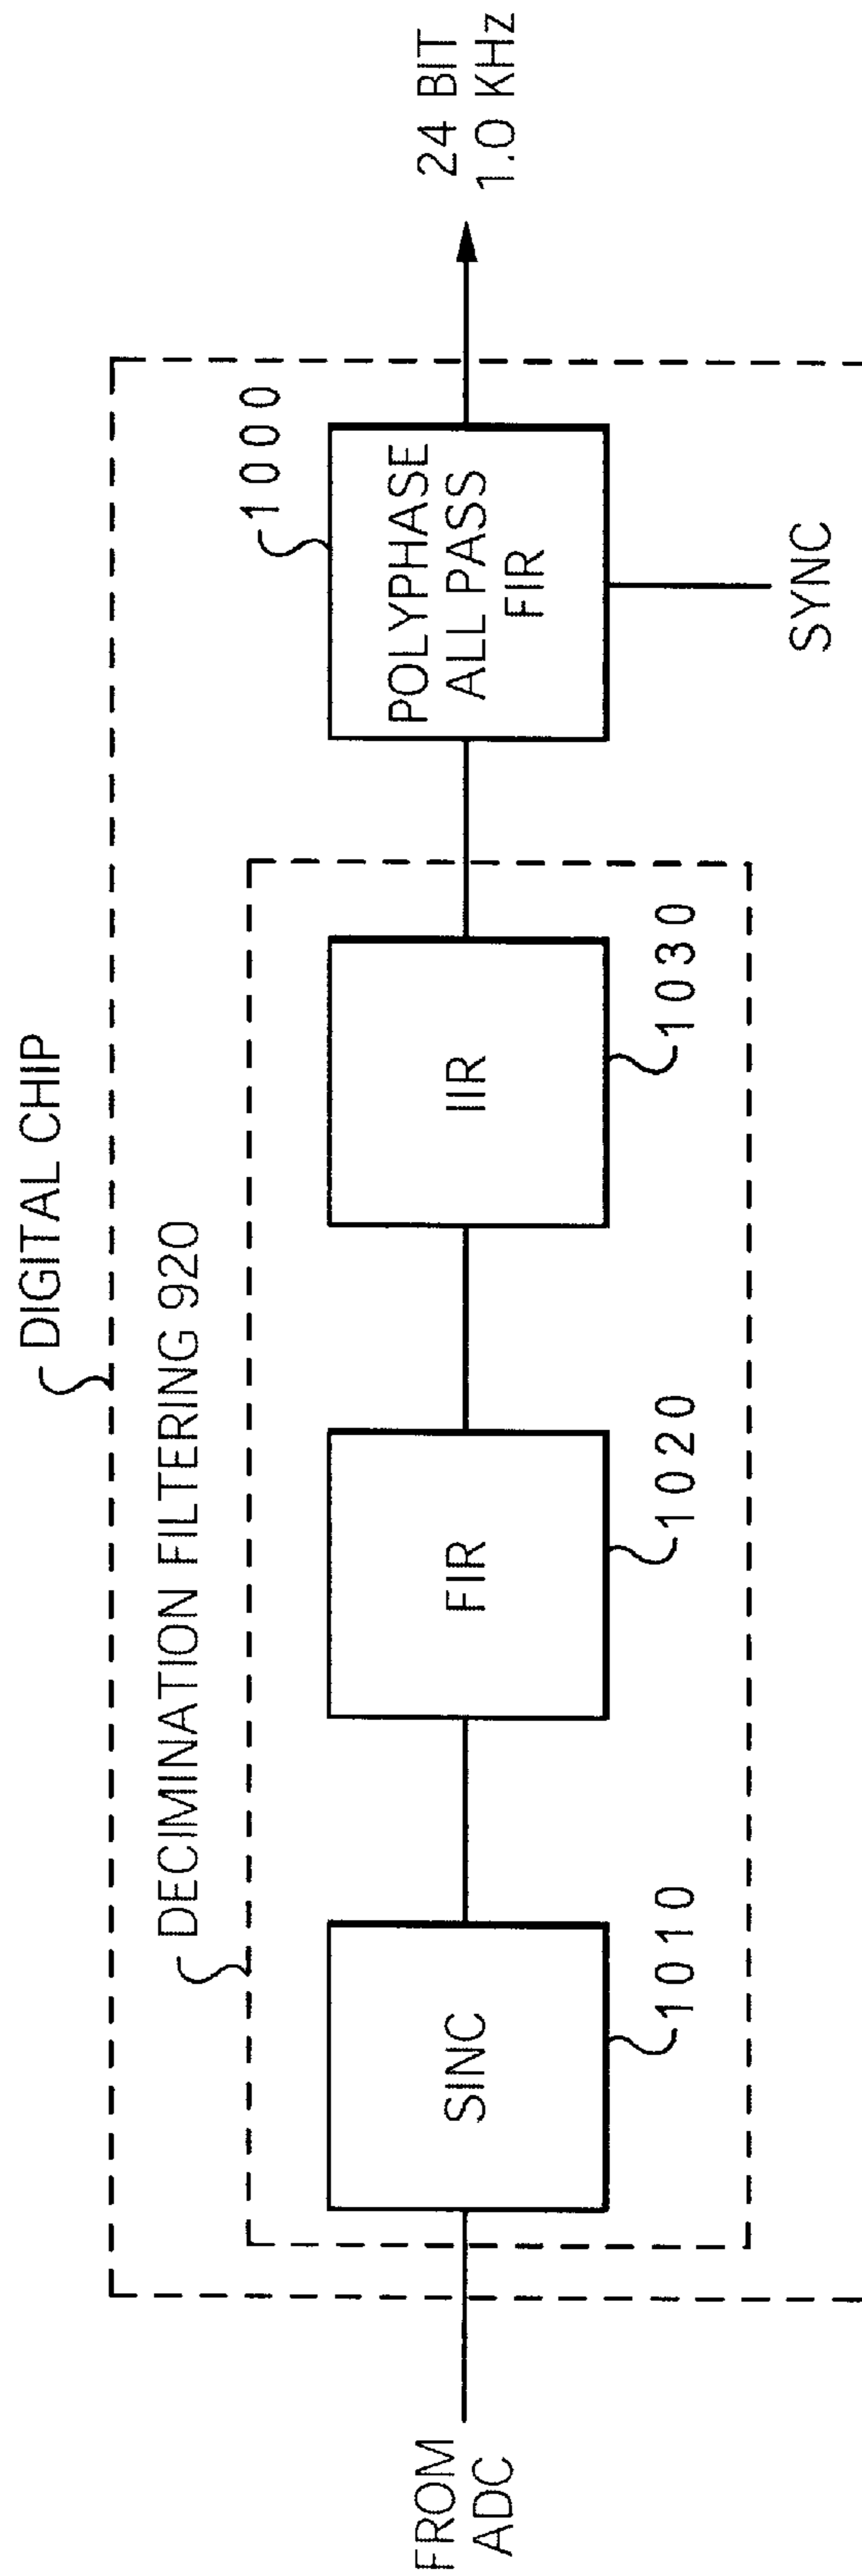 DIGITAL CHIP
DECIMINATION FILTERING 920
FROM
ADC
SINC
1010
FIR
1020
IIR
1030
POLYPHASE
ALL PASS
FIR
1000
SYNC
24 BIT
1.0 KHz